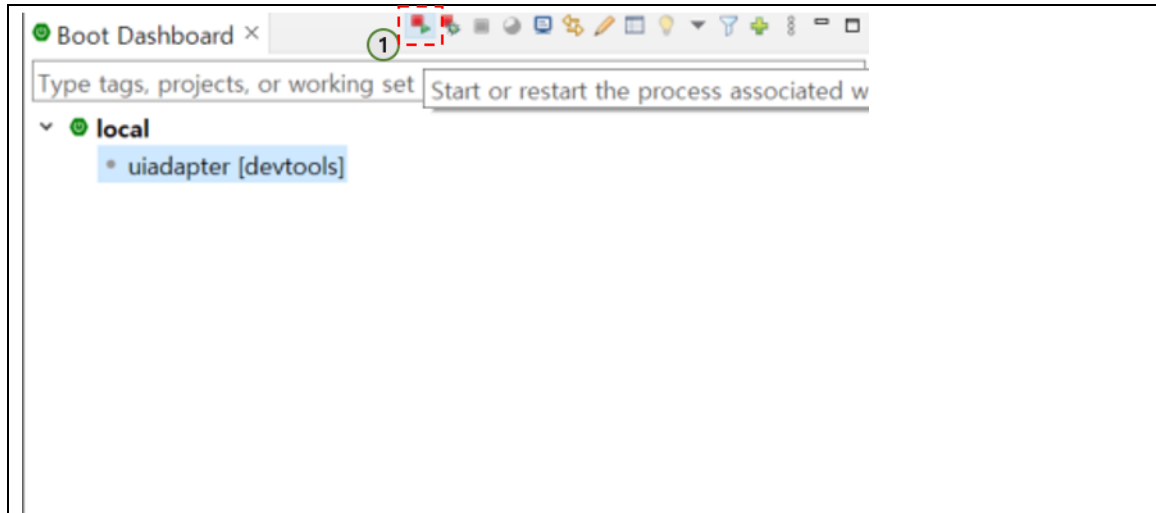 Boot Dashboard ×
1
Type tags, projects, or working set
Start or restart the process associated w
local
uiadapter [devtools]